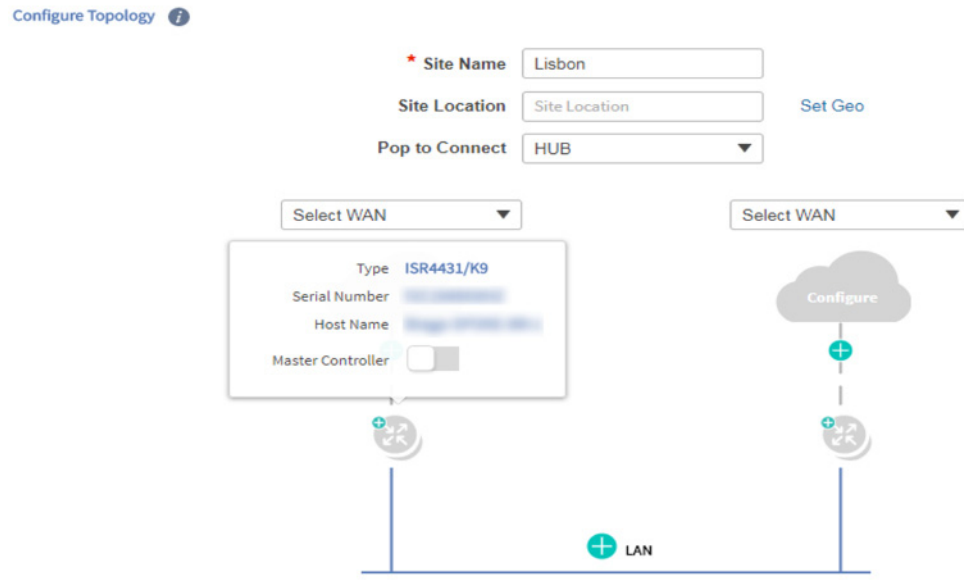 Configure Topology i
* Site Name Lisbon
Site Location Site Location Set Geo
Pop to Connect HUB
Select WAN Select WAN
Type ISR4431/K9
Serial Number
Host Name
Master Controller
Configure
LAN